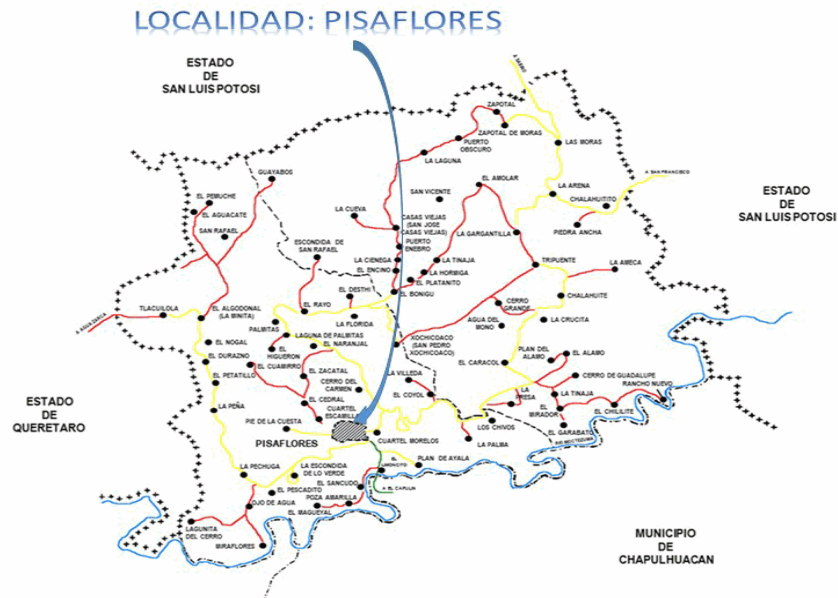 LOCALIDAD: PISAFLORES
ESTADO
DE
SAN LUIS POTOSI
ZAPOTAL
ZAPOTAL DE MORAS
PUERTO
OBSCURO
LAS MORAS
LA LAGUNA
GUAYABOS
A SAN FRANCISCO
EL PEMUCHE
EL AGUACATE
SAN RAFAEL
SAN VICENTE
EL AMOLAR
LA ARENA
CHALAHUITITO
ESTADO
DE
SAN LUIS POTOSI
LA CUEVA
CASAS VIEJAS
(SAN JOSE
CASAS VIEJAS)
LA GARGANTILLA
PIEDRA ANCHA
ESCONDIDA DE
SAN RAFAEL
PUERTO
ENEBRO
LA CIENEGA
EL ENCINO
LA TINAJA
LA HORMIGA
EL PLATANITO
TRIPUENTE
LA AMECA
EL DESTHI
EL BONIGU
CERRO
GRANDE
CHALAHUITE
TLACUILOLA
EL ALGODONAL
(LA MINITA)
EL RAYO
LA FLORIDA
AGUA DEL
MONO
LA CRUCITA
PALMITAS
LAGUNA DE PALMITAS
EL NARANJAL
EL NOGAL
EL HIGUERON
XOCHICOACO
(SAN PEDRO
XOCHICOACO)
PLAN DEL
ALAMO
EL ALAMO
EL DURAZNO
EL CUAMIRRO
EL ZACATAL
EL CARACOL
CERRO DE GUADALUPE
EL PETATILLO
CERRO DEL
CARMEN
LA VILLEDA
LA TINAJA
RANCHO NUEVO
ESTADO
DE
QUERETARO
LA PEÑA
EL CEDRAL
CUARTEL
ESCAMILLA
EL COYOL
LA
PRESA
EL
MIRADOR
EL CHILILITE
PIE DE LA CUESTA
LOS CHIVOS
EL GARABATO
PISAFLORES
CUARTEL MORELOS
LA PALMA
RIO MOCTEZUMA
LA PECHUGA
LA ESCONDIDA
DE LO VERDE
EL
LIMONCITO
PLAN DE AYALA
EL PESCADITO
EL SANCUDO
OJO DE AGUA
POZA AMARILLA
EL MAGUEYAL
LAGUNITA
DEL CERRO
MIRAFLORES
MUNICIPIO
DE
CHAPULHUACAN